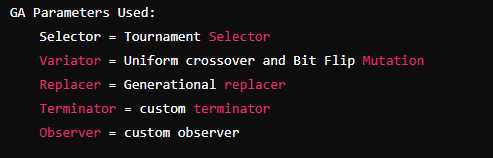 GA Parameters Used:
Selector = Tournament Selector
Variator = Uniform crossover and Bit Flip Mutation
Replacer = Generational replacer
Terminator = custom terminator
Observer = custom observer